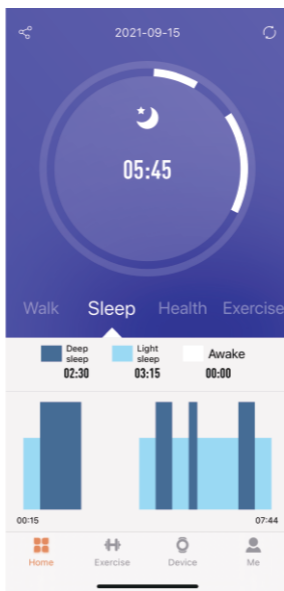 2021-09-15
05:45
Walk Sleep Health Exercise
Deep Light Awake
sleep sleep
02:30 03:15 00:00
00:15 07:44
Home Exercise Device Me